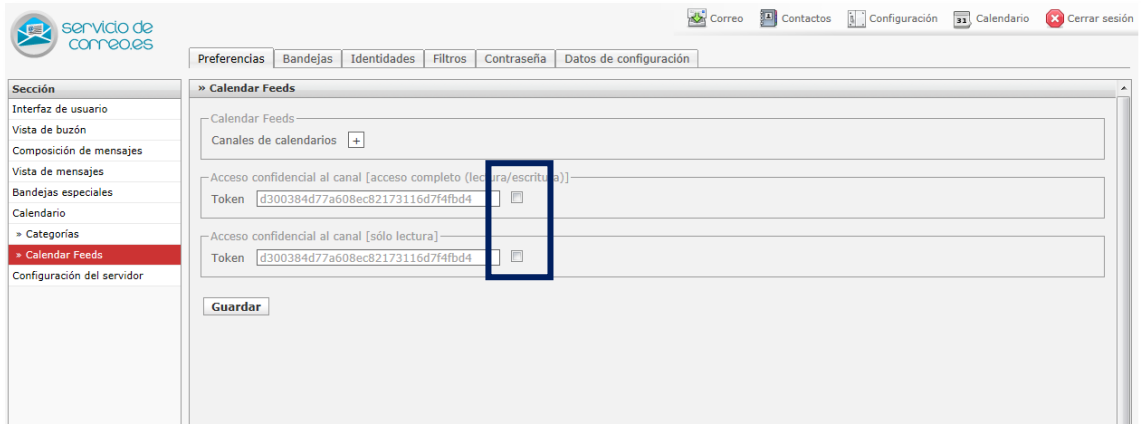 servicio de
correo.es
Correo
Contactos
Configuración
31 Calendario
Cerrar sesión
Preferencias
Bandejas
Identidades
Filtros
Contraseña
Datos de configuración
Sección
Interfaz de usuario
Vista de buzón
Composición de mensajes
Vista de mensajes
Bandejas especiales
Calendario
» Categorías
» Calendar Feeds
Configuración del servidor
» Calendar Feeds
Calendar Feeds
Canales de calendarios +
Acceso confidencial al canal [acceso completo (lectura/escritura)]
Token d300384d77a608ec82173116d7f4fbd4
Acceso confidencial al canal [sólo lectura]
Token d300384d77a608ec82173116d7f4fbd4
Guardar